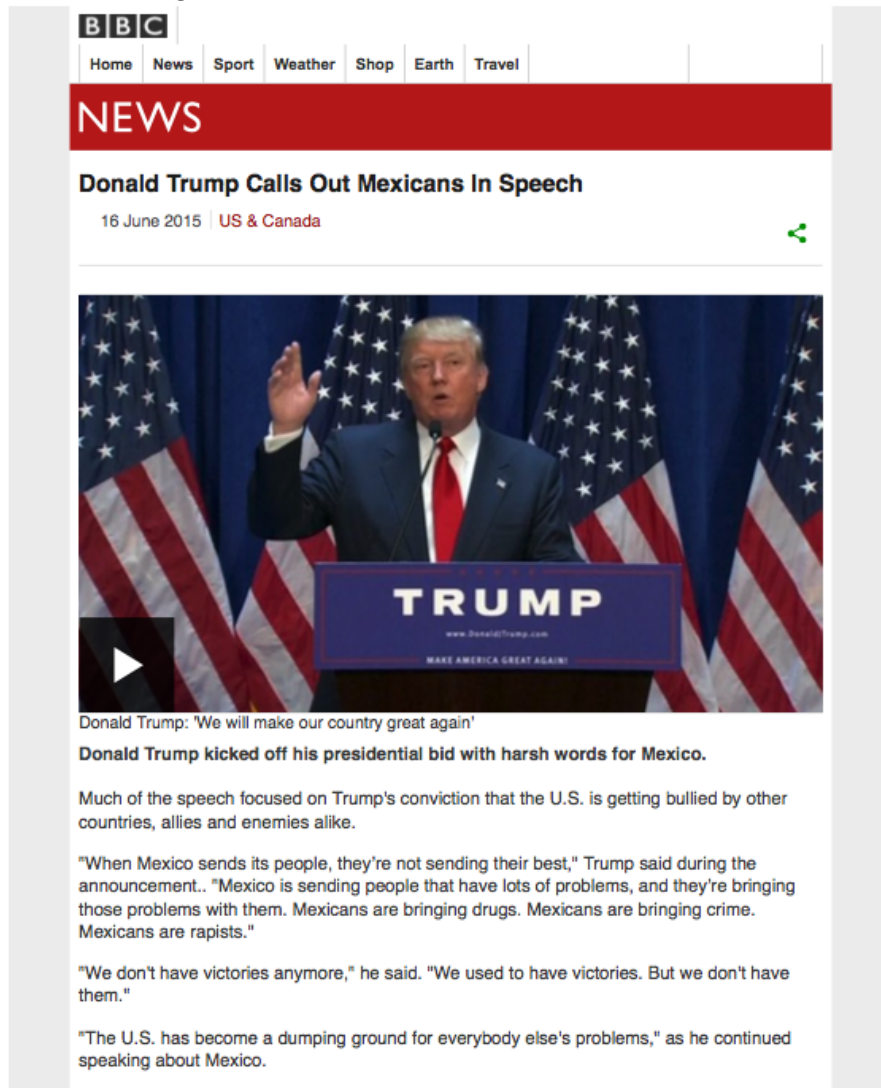 BBC
Home News Sport Weather Shop Earth Travel
NEWS
Donald Trump Calls Out Mexicans In Speech
16 June 2015 US & Canada
TRUMP
www.DonaldJTrump.com
MAKE AMERICA GREAT AGAIN!
Donald Trump: 'We will make our country great again'
Donald Trump kicked off his presidential bid with harsh words for Mexico.
Much of the speech focused on Trump's conviction that the U.S. is getting bullied by other
countries, allies and enemies alike.
"When Mexico sends its people, they're not sending their best," Trump said during the
announcement.. "Mexico is sending people that have lots of problems, and they're bringing
those problems with them. Mexicans are bringing drugs. Mexicans are bringing crime.
Mexicans are rapists."
"We don't have victories anymore," he said. "We used to have victories. But we don't have
them."
"The U.S. has become a dumping ground for everybody else's problems," as he continued
speaking about Mexico.